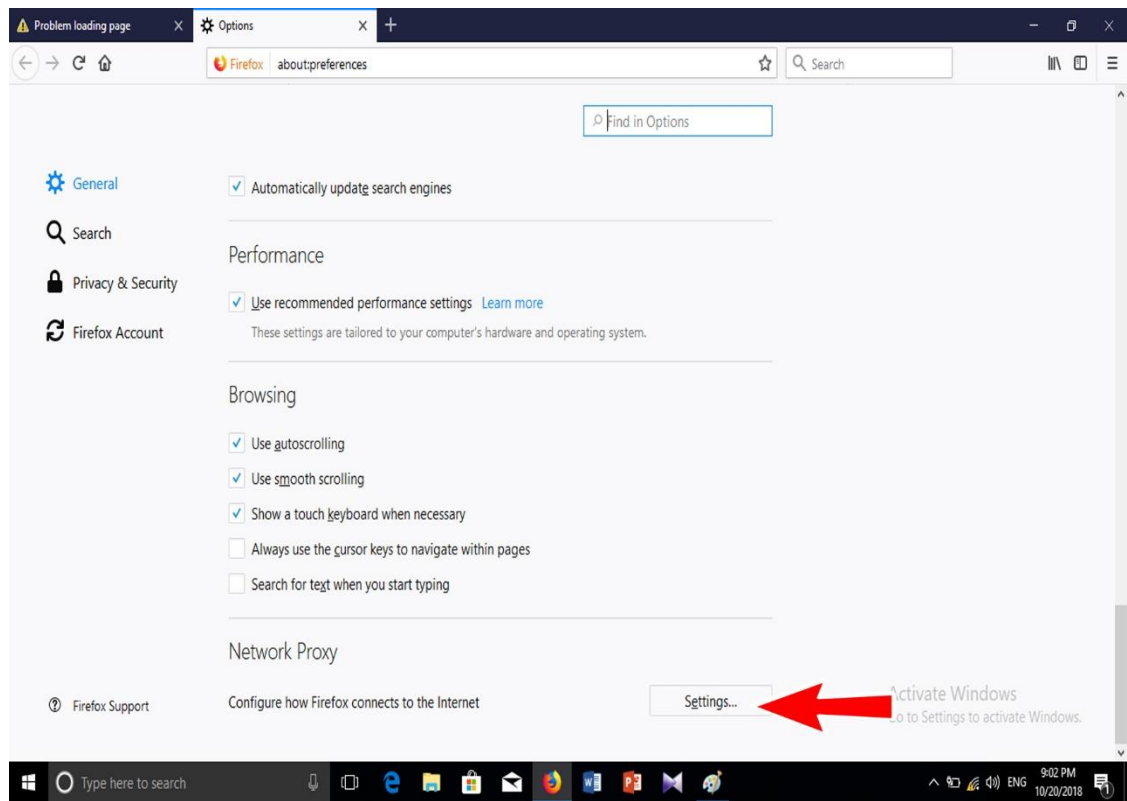 Problem loading page
Options
Firefox about:preferences
Search
Find in Options
General
Search
Privacy & Security
Firefox Account
Firefox Support
Automatically update search engines
Performance
Use recommended performance settings Learn more
These settings are tailored to your computer's hardware and operating system.
Browsing
Use autoscrolling
Use smooth scrolling
Show a touch keyboard when necessary
Always use the cursor keys to navigate within pages
Search for text when you start typing
Network Proxy
Configure how Firefox connects to the Internet
Settings...
Activate Windows
Go to Settings to activate Windows.
Type here to search
ENG
9:02 PM
10/20/2018